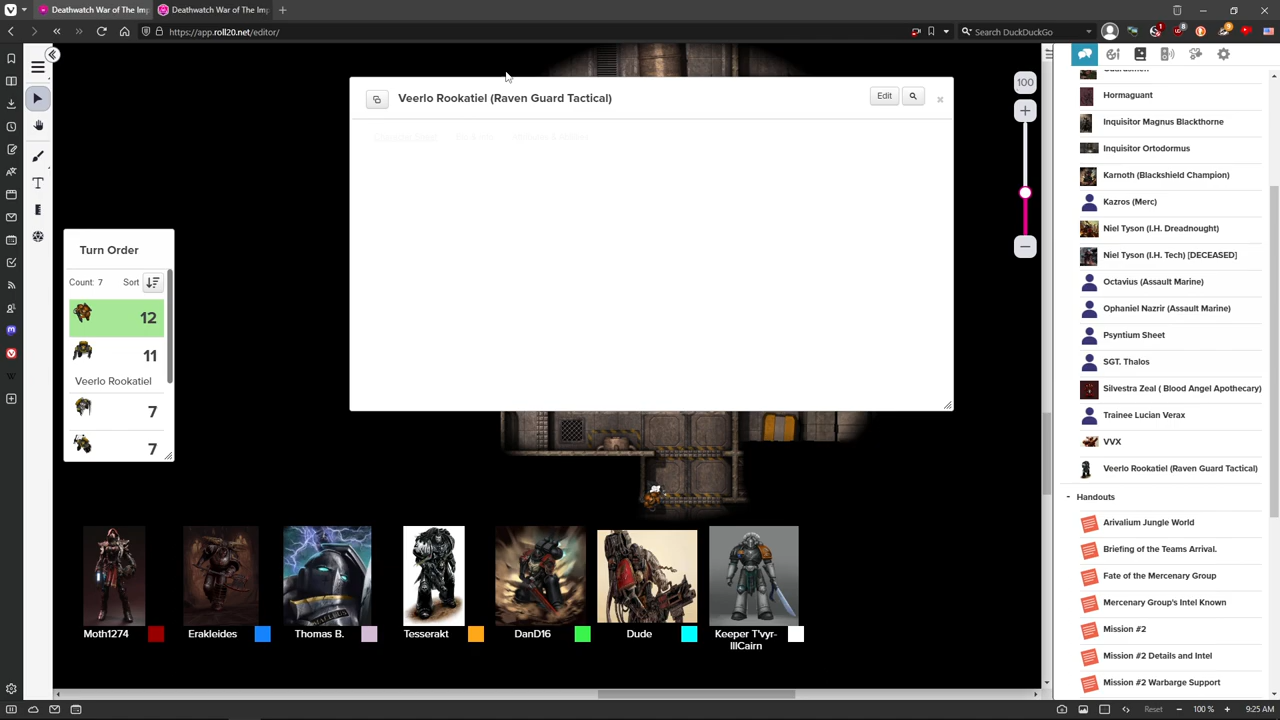 Deathwatch War of The Imp
Deathwatch War of The Imp
https://app.roll20.net/editor/
Search DuckDuckGo
Veerlo Rookatiel (Raven Guard Tactical)
Edit
100
Turn Order
Count: 7
Sort
12
11
Veerlo Rookatiel
7
7
Moth1274
Erakleides
Thomas B.
Tesserakt
DanD16
Dude
Keeper T'vyr-
IllCairn
Hormaguant
Inquisitor Magnus Blackthorne
Inquisitor Ortodormus
Karnoth (Blackshield Champion)
Kazros (Merc)
Niel Tyson (I.H. Dreadnought)
Niel Tyson (I.H. Tech) [DECEASED]
Octavius (Assault Marine)
Ophaniel Nazrir (Assault Marine)
Psyntium Sheet
SGT. Thalos
Silvestra Zeal ( Blood Angel Apothecary)
Trainee Lucian Verax
VVX
Veerlo Rookatiel (Raven Guard Tactical)
Handouts
Arivalium Jungle World
Briefing of the Teams Arrival.
Fate of the Mercenary Group
Mercenary Group's Intel Known
Mission #2
Mission #2 Details and Intel
Mission #2 Warbarge Support
Reset
100 %
9:25 AM